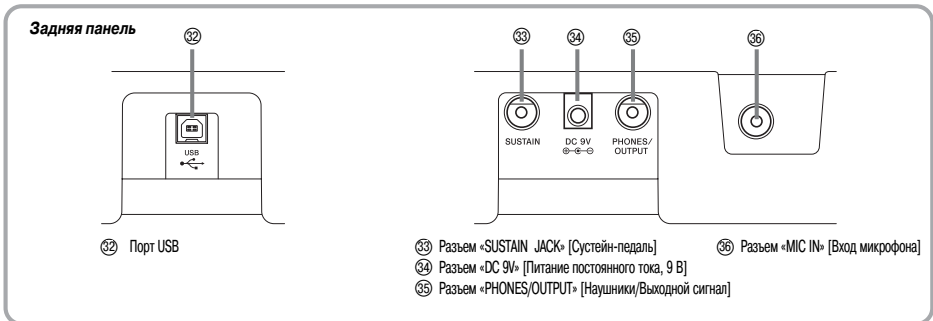 Задняя панель
㉜ ㉝ ㉞ ㉟ ㊱
USB
SUSTAIN DC 9V PHONES/
OUTPUT
㉜ Порт USB
㉝ Разъем «SUSTAIN JACK» [Сустейн-педаль]
㉞ Разъем «DC 9V» [Питание постоянного тока, 9 В]
㉟ Разъем «PHONES/OUTPUT» [Наушники/Выходной сигнал]
㊱ Разъем «MIC IN» [Вход микрофона]